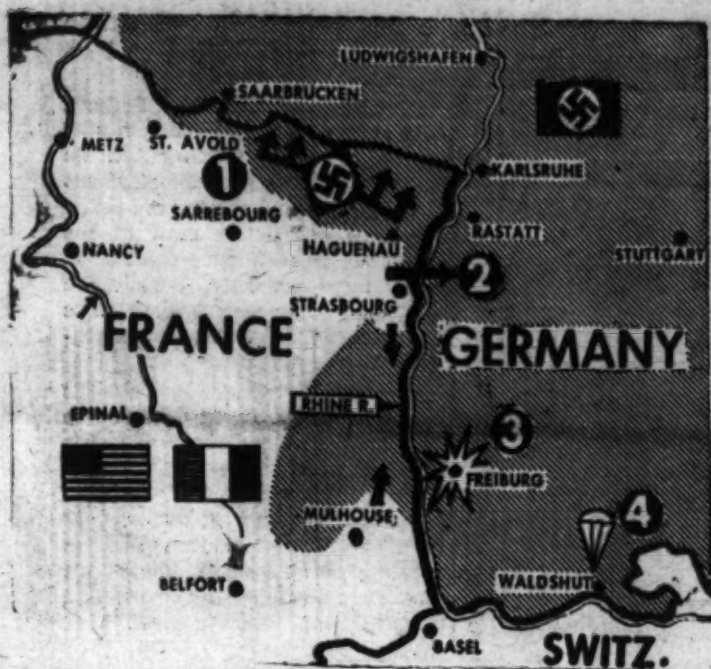 LUDWIGSHAFEN
SAARBRUCKEN
METZ
ST. AVOLD
1
KARLSRUHE
SARREBOURG
RASTATT
NANCY
HAGUENAU
STUTTGART
2
STRASBOURG
FRANCE
GERMANY
RHINE R.
EPINAL
3
FREIBURG
MULHOUSE
4
BELFORT
WALDSHUT
BASEL
SWITZ.